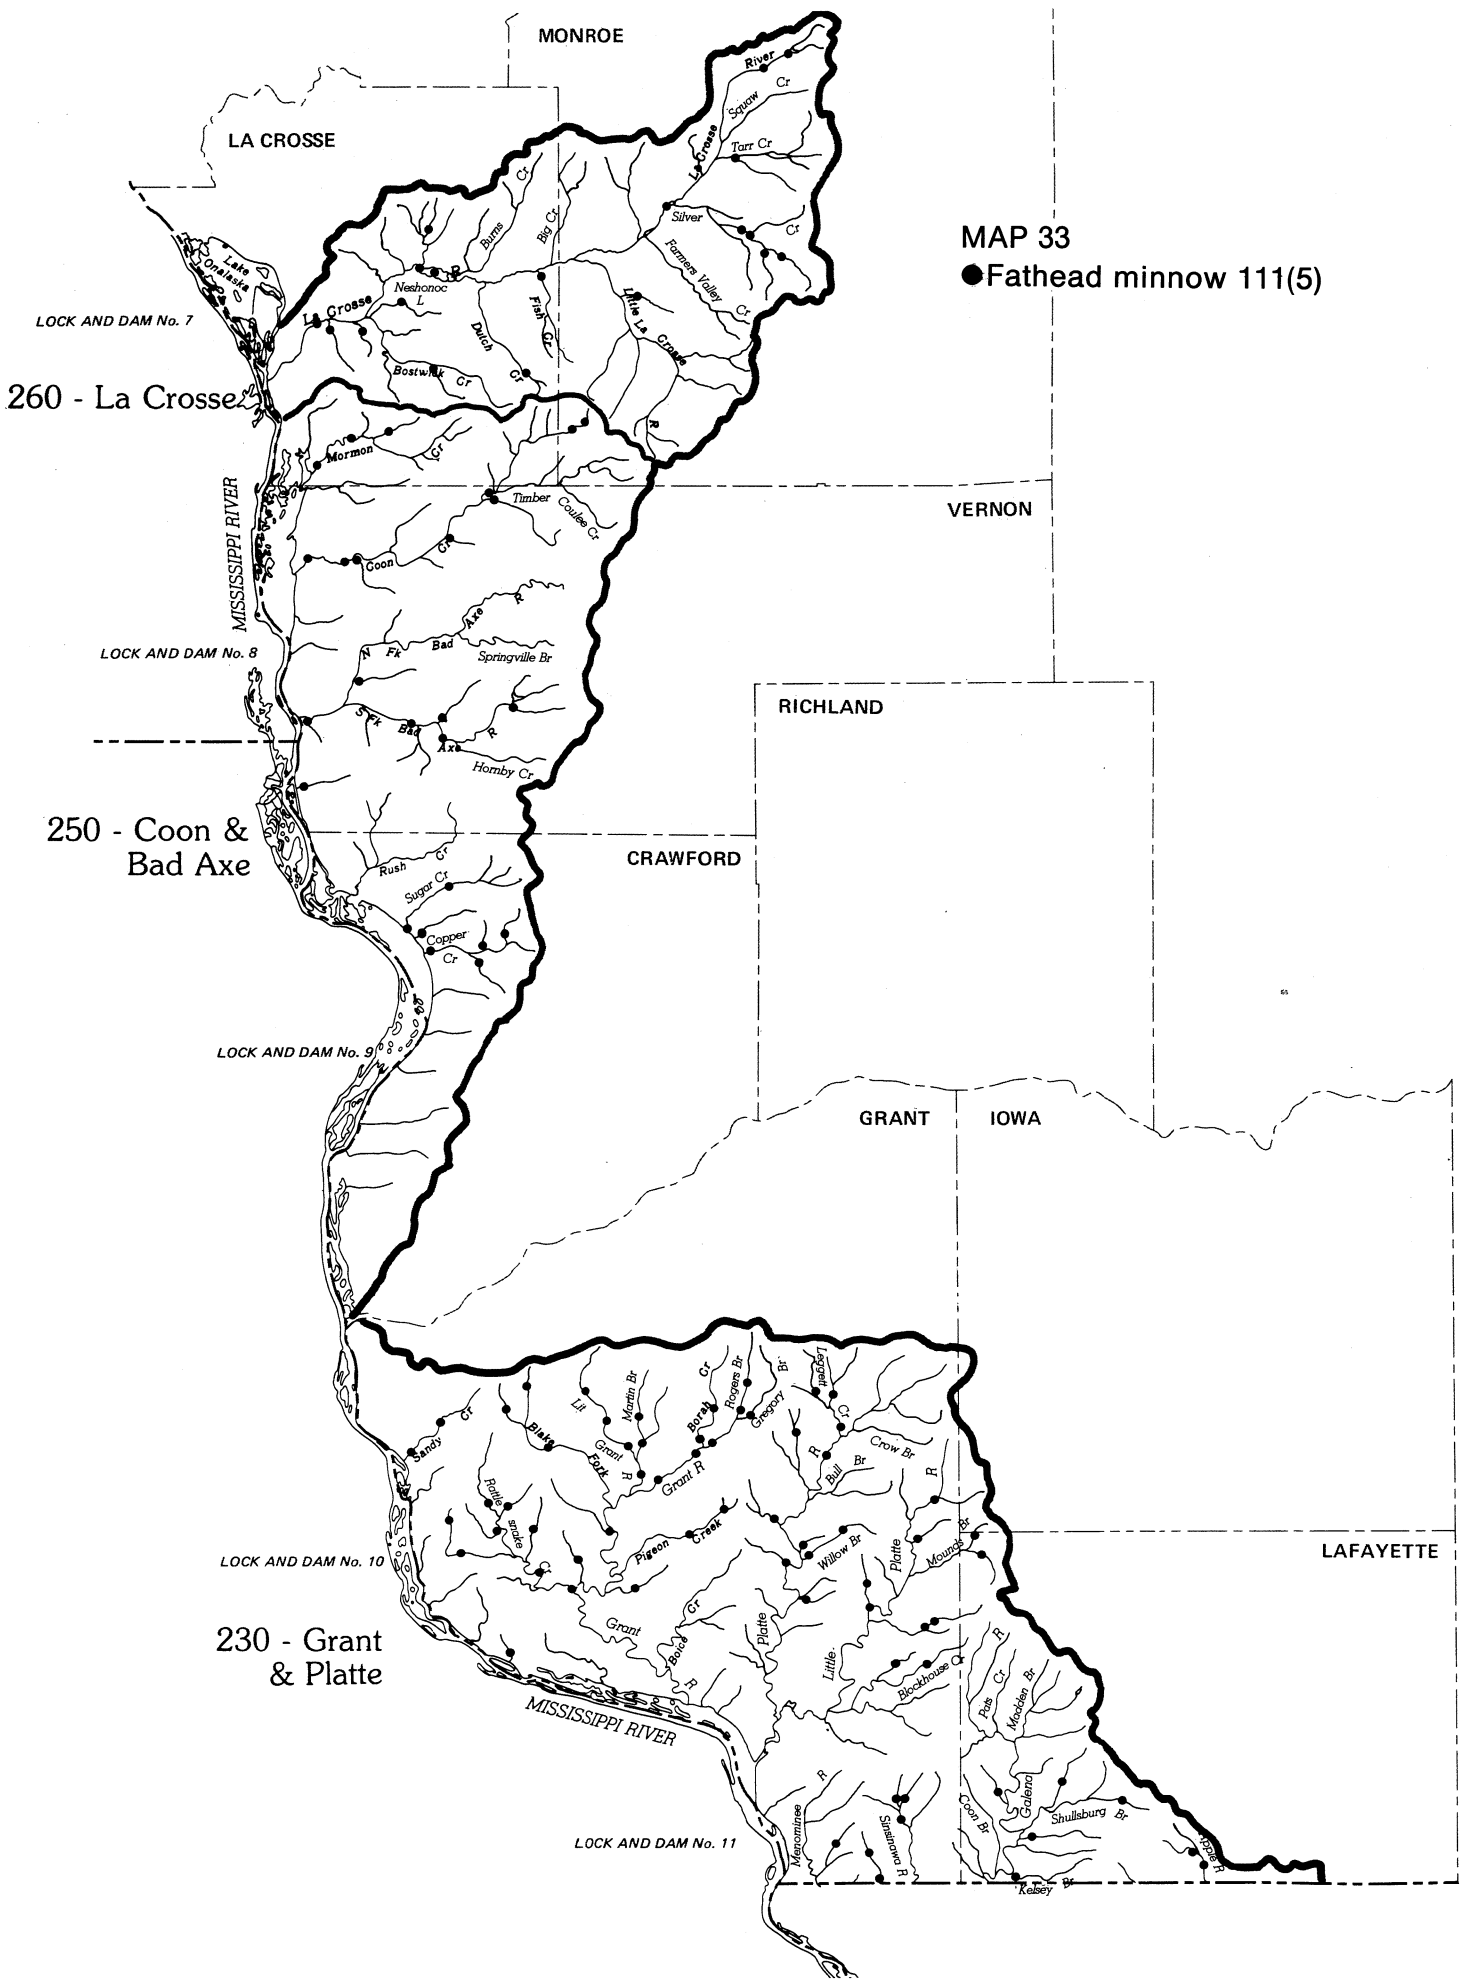 MONROE
LA CROSSE
River
Squaw Cr
La Crosse
Tarr Cr
Silver Cr
MAP 33
●Fathead minnow 111(5)
Burns Cr
Big Cr
Farmers Valley Cr
Lake Onalaska
Neshonoc L
R
La Crosse
Fish Cr
Dutch Cr
Little La Crosse R
Bostwick Cr
LOCK AND DAM No. 7
260 - La Crosse
Mormon Cr
Timber Coulee Cr
VERNON
MISSISSIPPI RIVER
Coon Cr
N Fk Bad Axe R
Springville Br
LOCK AND DAM No. 8
RICHLAND
S Fk Bad Axe R
Hornby Cr
250 - Coon &
Bad Axe
Rush Cr
CRAWFORD
Sugar Cr
Copper Cr
LOCK AND DAM No. 9
GRANT
IOWA
Sandy Cr
Blake Fork
Lit Grant R
Martin Br
Borah Cr
Rogers Br
Gregory Br
Leggett Cr
Crow Br
Bull Br
R
R
Grant R
Rattle snake Cr
Pigeon Creek
Willow Br
Platte
Mounds Br
LOCK AND DAM No. 10
LAFAYETTE
230 - Grant
& Platte
Grant R
Boice Cr
Platte
Little
Blockhouse Cr
Pats Cr
Madden Br
R
MISSISSIPPI RIVER
Menominee R
Sinsinawa R
Coon Br
Galena
Shullsburg Br
Apple R
Kelsey Br
LOCK AND DAM No. 11